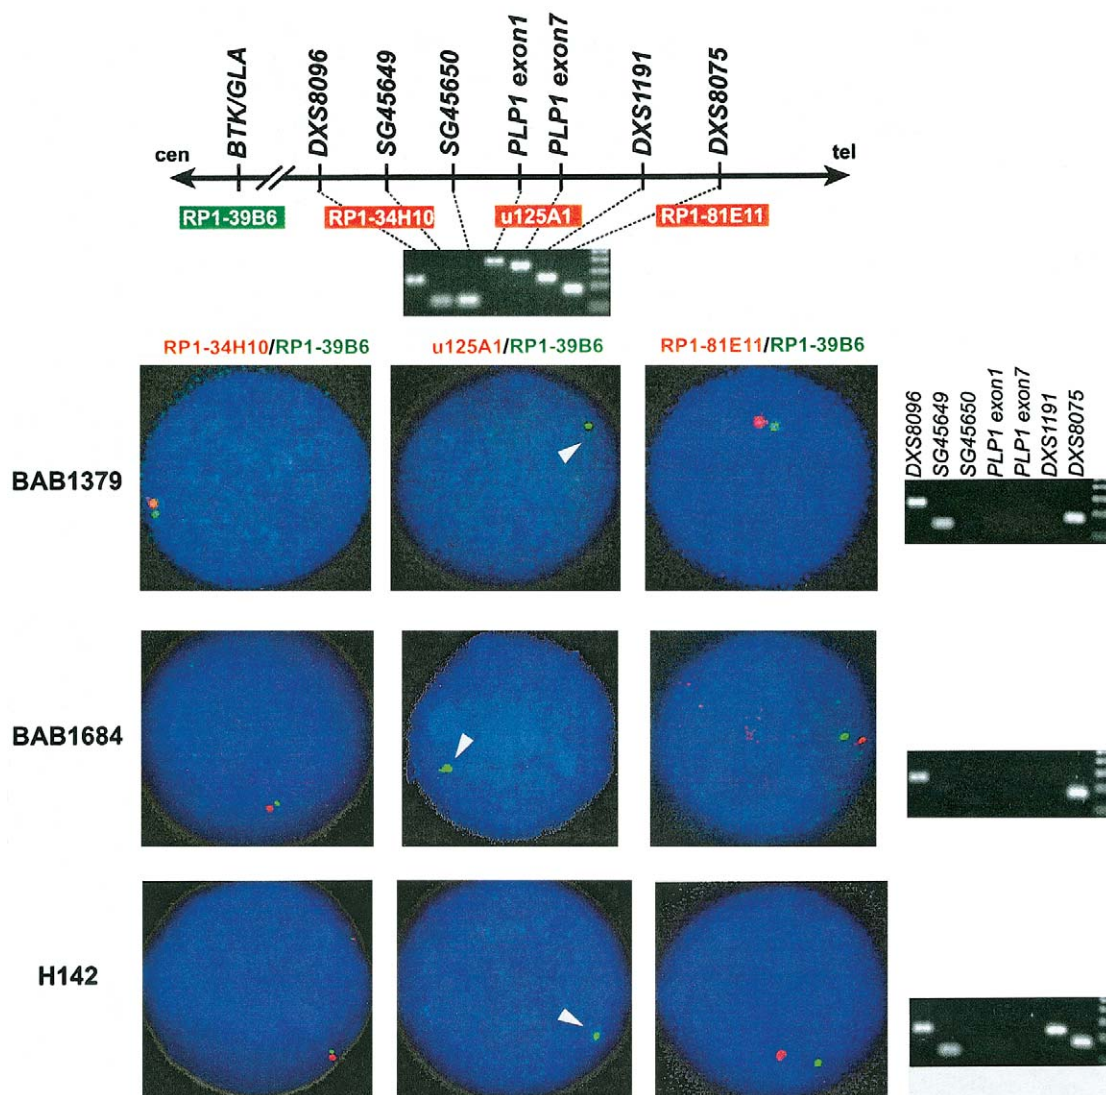 BTK/GLA
DXS8096
SG45649
SG45650
PLP1 exon1
PLP1 exon7
DXS1191
DXS8075
cen
tel
RP1-39B6
RP1-34H10
u125A1
RP1-81E11
RP1-34H10/RP1-39B6
u125A1/RP1-39B6
RP1-81E11/RP1-39B6
DXS8096
SG45649
SG45650
PLP1 exon1
PLP1 exon7
DXS1191
DXS8075
BAB1379
BAB1684
H142